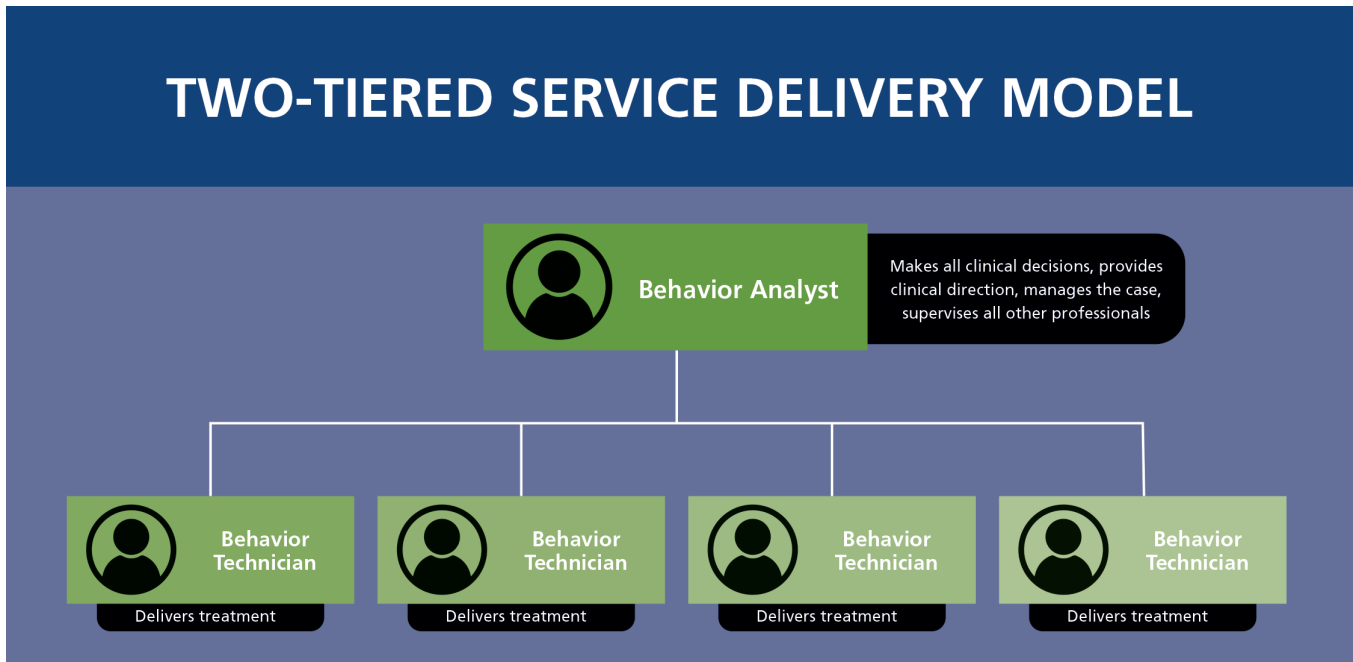 TWO-TIERED SERVICE DELIVERY MODEL
Behavior Analyst
Makes all clinical decisions, provides
clinical direction, manages the case,
supervises all other professionals
Behavior
Technician
Delivers treatment
Behavior
Technician
Delivers treatment
Behavior
Technician
Delivers treatment
Behavior
Technician
Delivers treatment